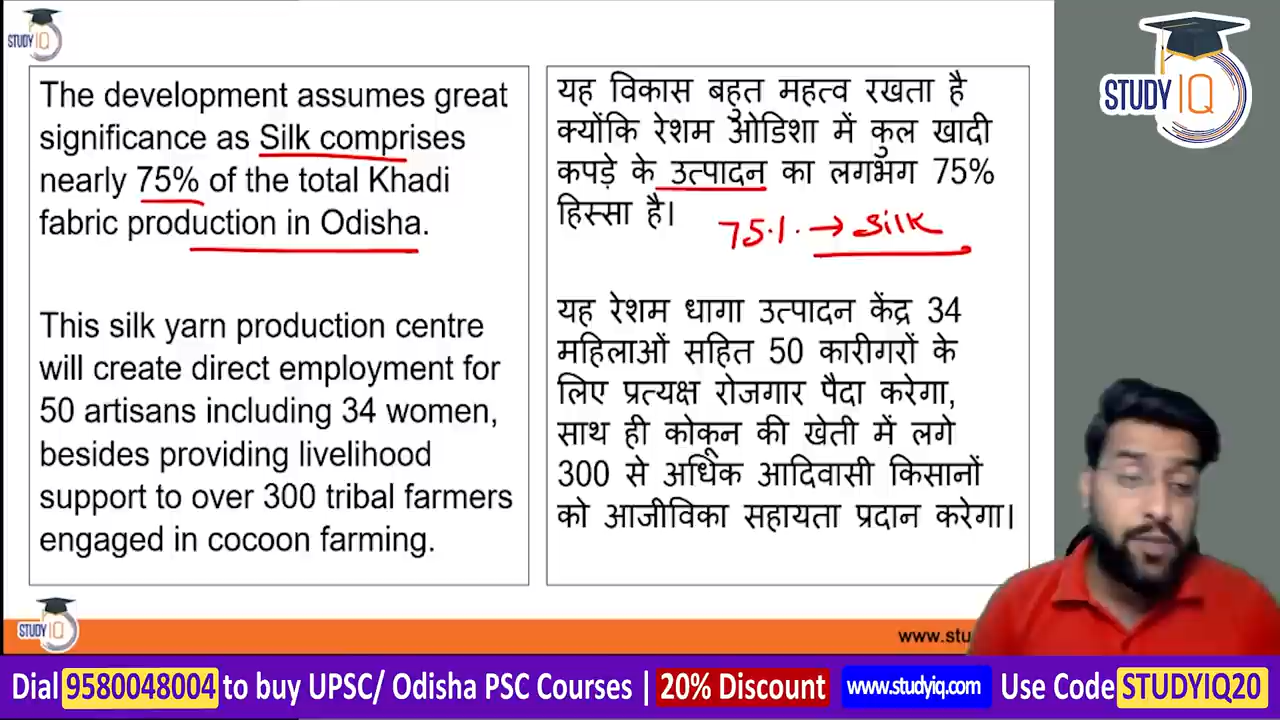 STUDY IQ
The development assumes great
significance as Silk comprises
nearly 75% of the total Khadi
fabric production in Odisha.
This silk yarn production centre
will create direct employment for
50 artisans including 34 women,
besides providing livelihood
support to over 300 tribal farmers
engaged in cocoon farming.
यह विकास बहुत महत्व रखता है
क्योंकि रेशम ओडिशा में कुल खादी
कपड़े के उत्पादन का लगभग 75%
हिस्सा है।
75% → Silk
यह रेशम धागा उत्पादन केंद्र 34
महिलाओं सहित 50 कारीगरों के
लिए प्रत्यक्ष रोजगार पैदा करेगा,
साथ ही कोकून की खेती में लगे
300 से अधिक आदिवासी किसानों
को आजीविका सहायता प्रदान करेगा।
STUDY IQ
STUDY IQ
www.stu
Dial 9580048004 to buy UPSC/ Odisha PSC Courses | 20% Discount www.studyiq.com Use Code STUDYIQ20